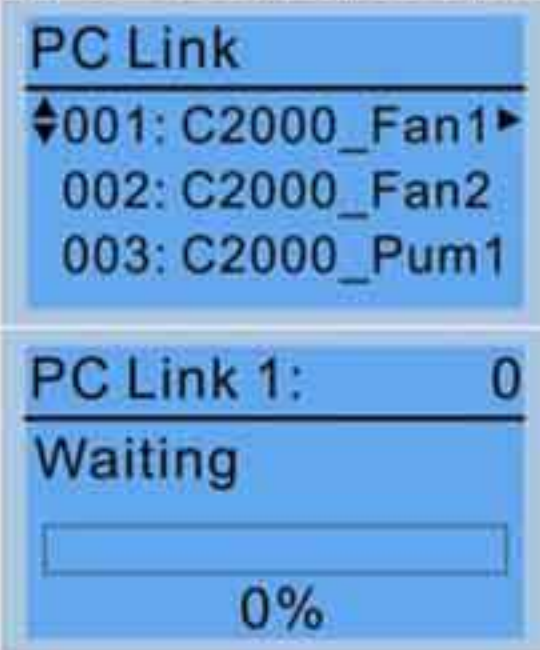 PC Link
001: C2000_Fan1
002: C2000_Fan2
003: C2000_Pum1
PC Link 1: 0
Waiting
0%